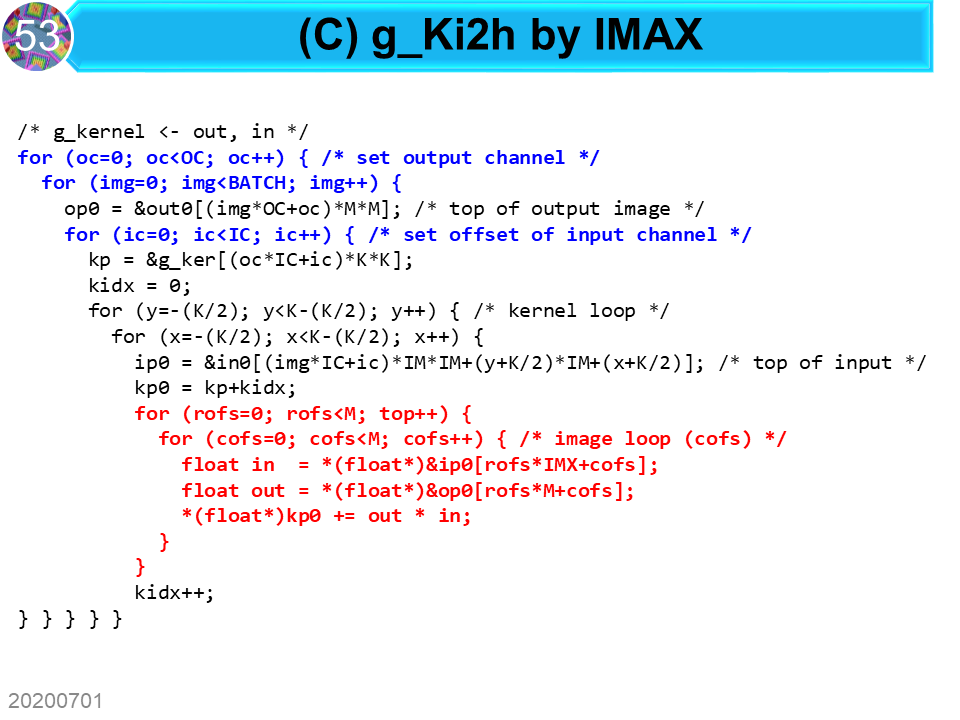 53
(C) g_Ki2h by IMAX
/* g_kernel <- out, in */
for (oc=0; oc<OC; oc++) { /* set output channel */
  for (img=0; img<BATCH; img++) {
    op0 = &out0[(img*OC+oc)*M*M]; /* top of output image */
    for (ic=0; ic<IC; ic++) { /* set offset of input channel */
      kp = &g_ker[(oc*IC+ic)*K*K];
      kidx = 0;
      for (y=-(K/2); y<K-(K/2); y++) { /* kernel loop */
        for (x=-(K/2); x<K-(K/2); x++) {
          ip0 = &in0[(img*IC+ic)*IM*IM+(y+K/2)*IM+(x+K/2)]; /* top of input */
          kp0 = kp+kidx;
          for (rofs=0; rofs<M; top++) {
            for (cofs=0; cofs<M; cofs++) { /* image loop (cofs) */
              float in  = *(float*)&ip0[rofs*IMX+cofs];
              float out = *(float*)&op0[rofs*M+cofs];
              *(float*)kp0 += out * in;
            }
          }
          kidx++;
} } } } }
20200701